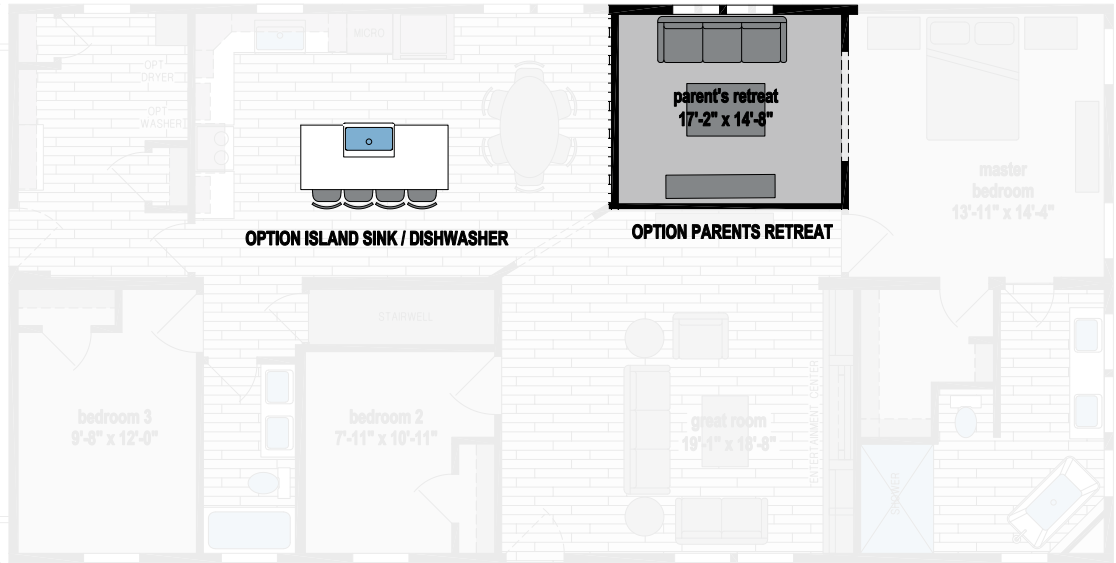 MICRO
OPT
DRYER
OPT
WASHER
parent's retreat
17'-2" x 14'-8"
master
bedroom
13'-11" x 14'-4"
OPTION ISLAND SINK / DISHWASHER
OPTION PARENTS RETREAT
STAIRWELL
bedroom 3
9'-8" x 12'-0"
bedroom 2
7'-11" x 10'-11"
great room
19'-1" x 18'-8"
ENTERTAINMENT CENTER
SHOWER